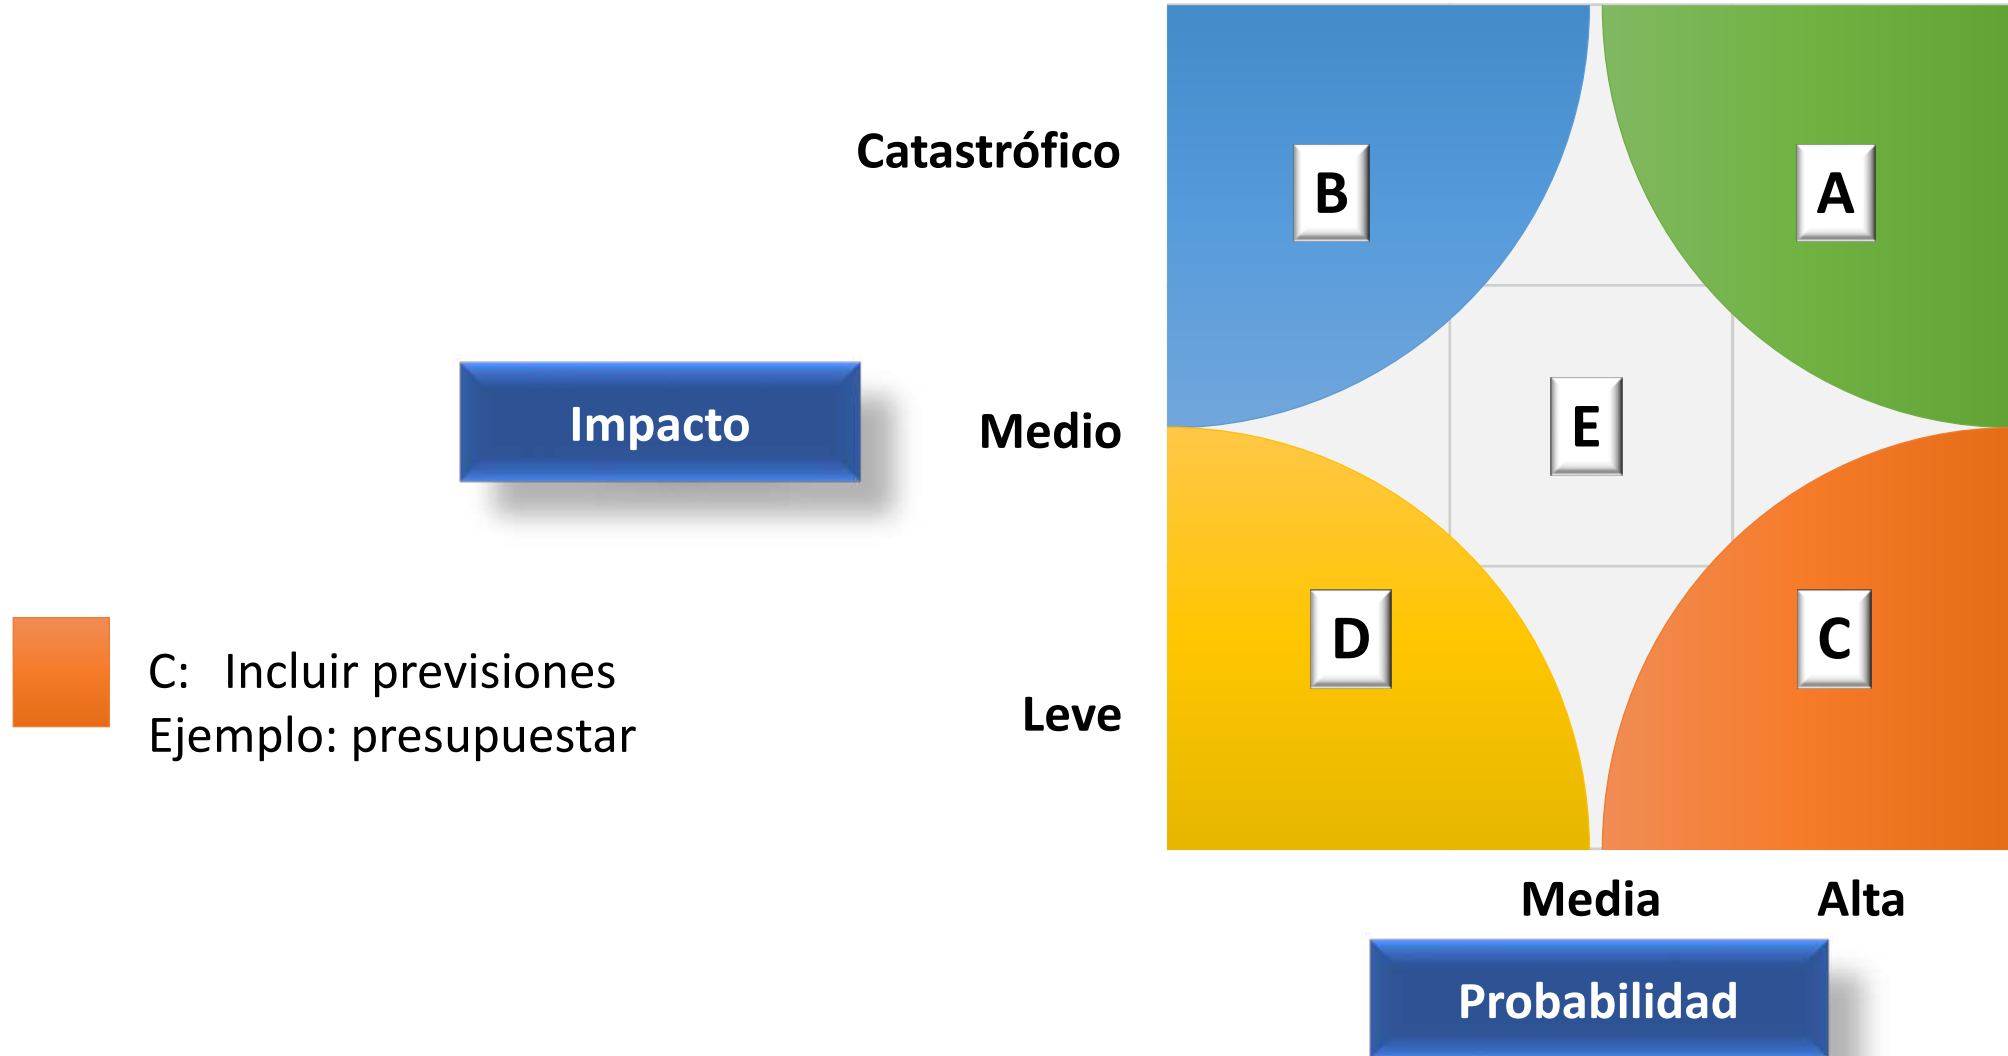 Catastrófico
B
A
Impacto
Medio
E
C: Incluir previsiones
Ejemplo: presupuestar
Leve
D
C
Media
Alta
Probabilidad